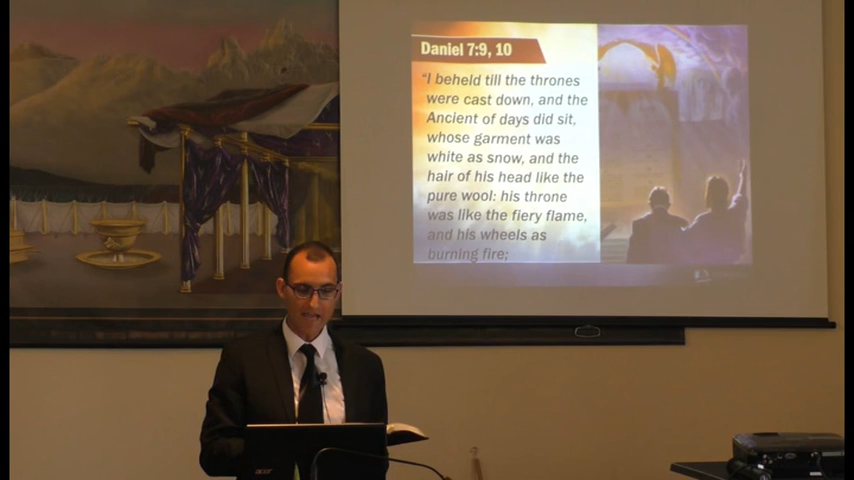 Daniel 7:9, 10
"I beheld till the thrones
were cast down, and the
Ancient of days did sit,
whose garment was
white as snow, and the
hair of his head like the
pure wool: his throne
was like the fiery flame,
and his wheels as
burning fire;
acer